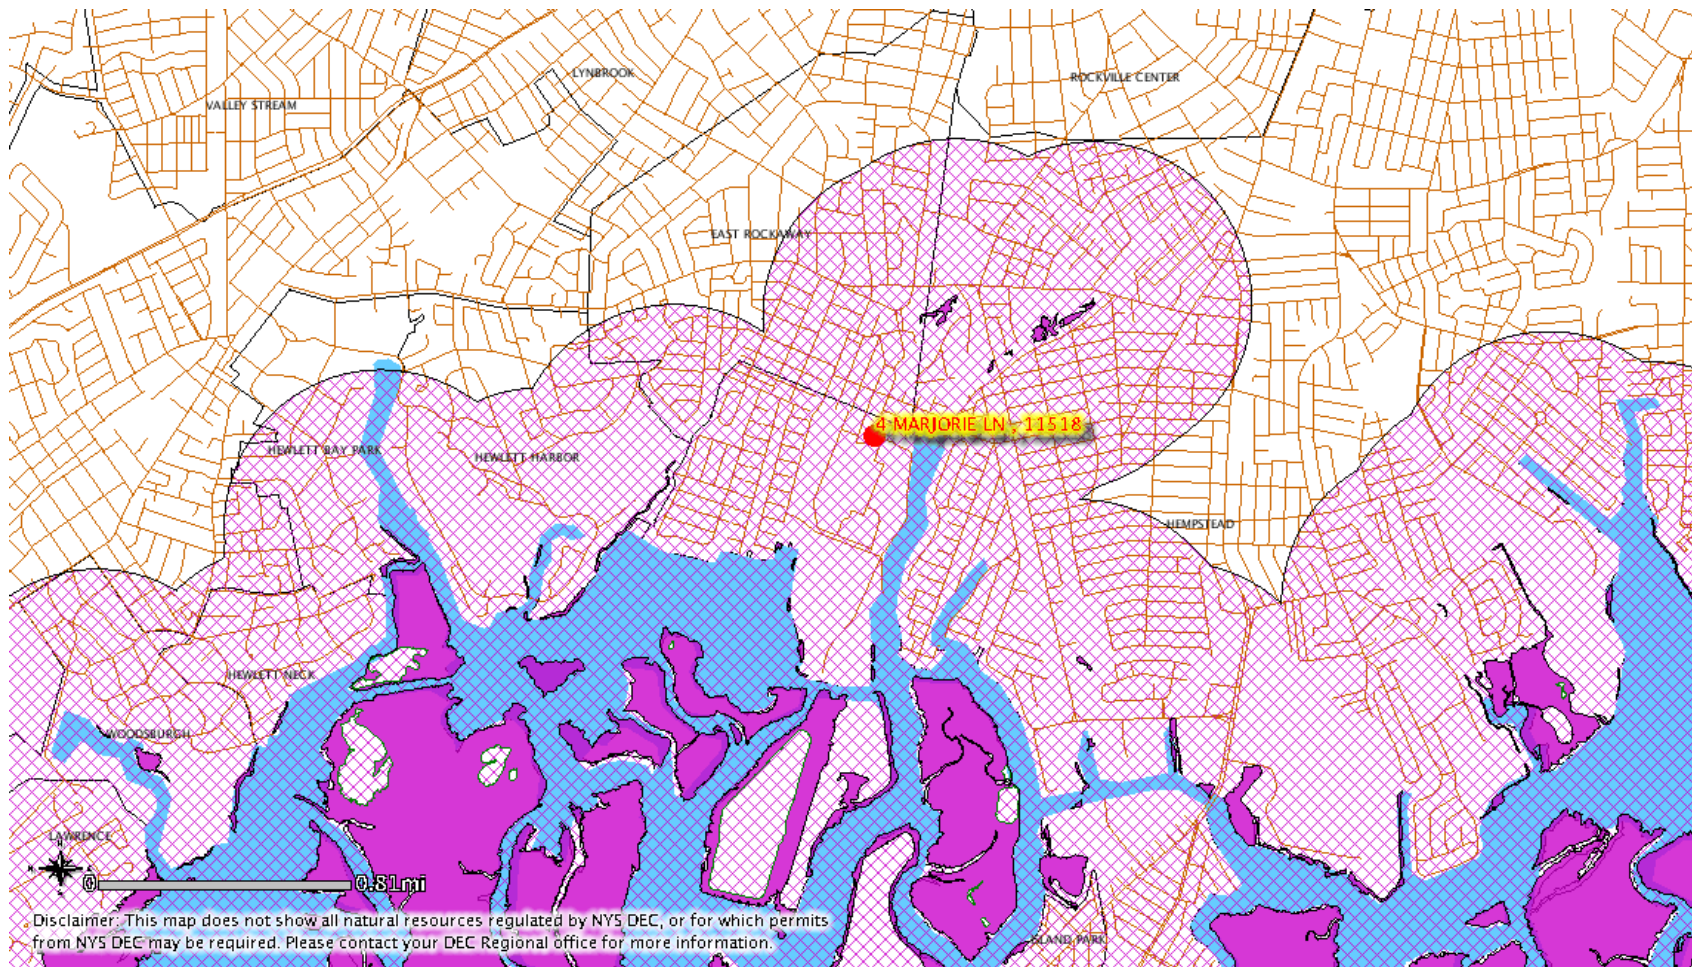 LYNBROOK
ROCKVILLE CENTER
VALLEY STREAM
EAST ROCKAWAY
4 MARJORIE LN , 11518
HEWLETT BAY PARK
HEWLETT HARBOR
HEMPSTEAD
HEWLETT NECK
WOODSBURGH
LAWRENCE
0 0.81mi
Disclaimer: This map does not show all natural resources regulated by NYS DEC, or for which permits
from NYS DEC may be required. Please contact your DEC Regional office for more information.
ISLAND PARK